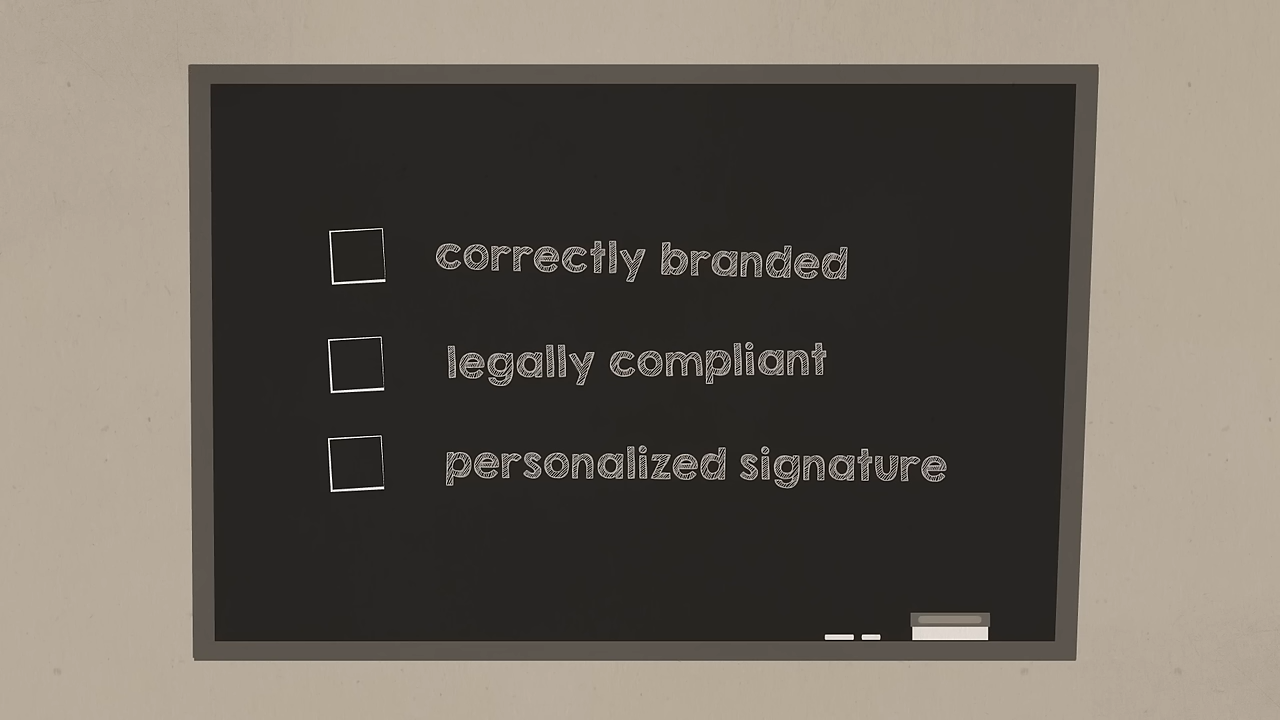 correctly branded
legally compliant
personalized signature